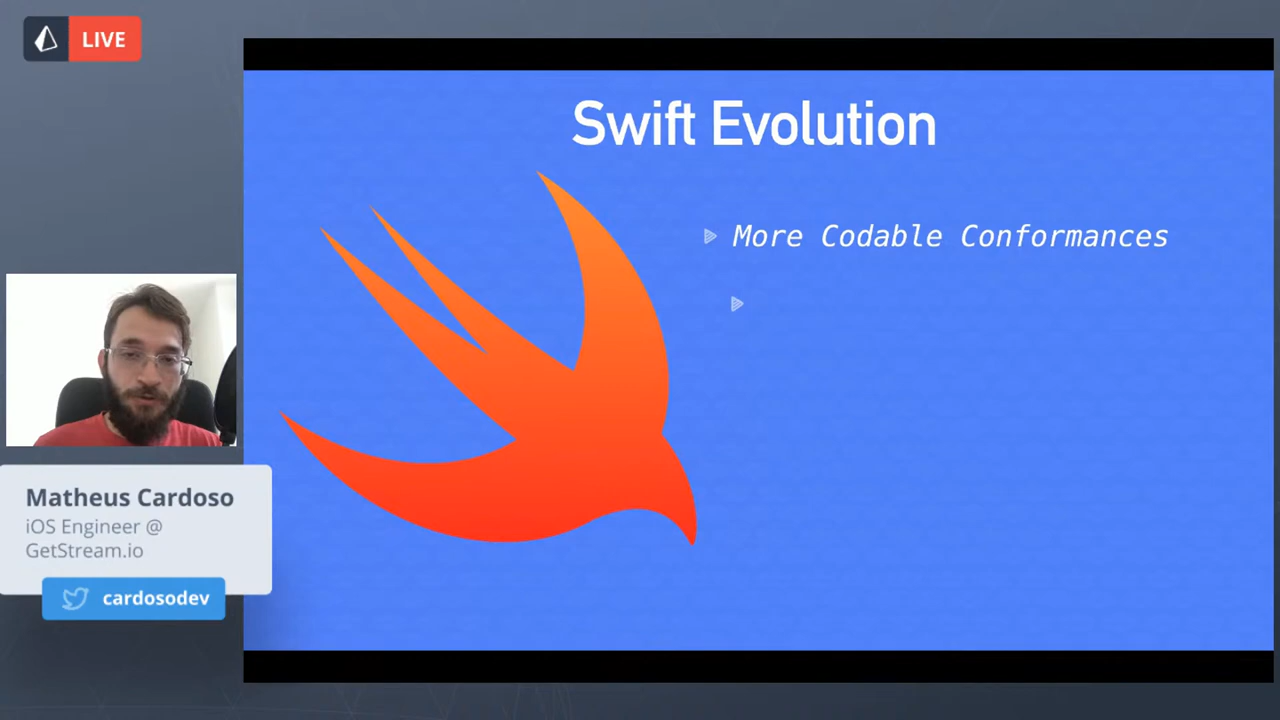 LIVE
Swift Evolution
More Codable Conformances
Matheus Cardoso
iOS Engineer @
GetStream.io
cardosodev